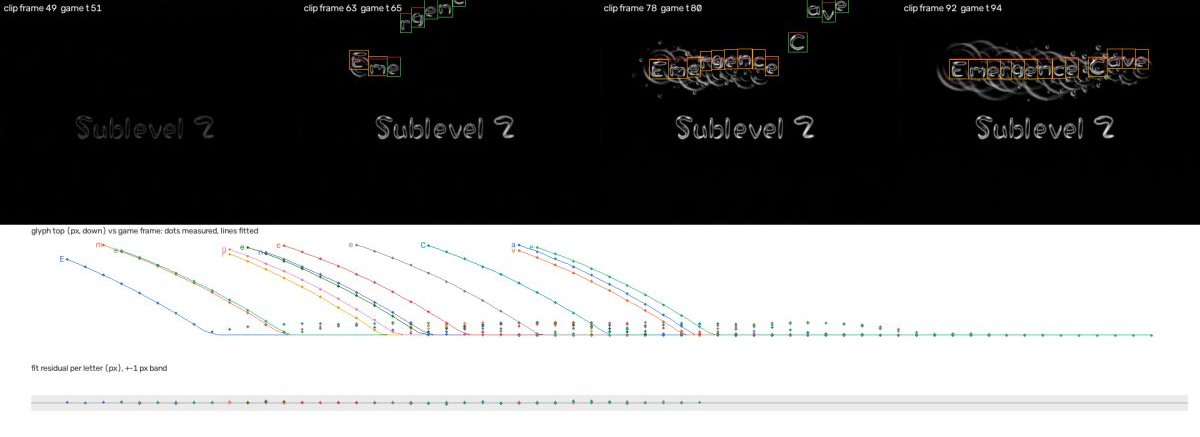 clip frame 49 game t 51
clip frame 63 game t 65
clip frame 78 game t 80
clip frame 92 game t 94
r g e n c
a v e
C
E m e
E m e r g e n c e
E m e r g e n c e C a v e
Sublevel 2
Sublevel 2
Sublevel 2
Sublevel 2
glyph top (px, down) vs game frame: dots measured, lines fitted
E
m
e
g
r
e
n
c
e
C
a
v
e
fit residual per letter (px), +-1 px band